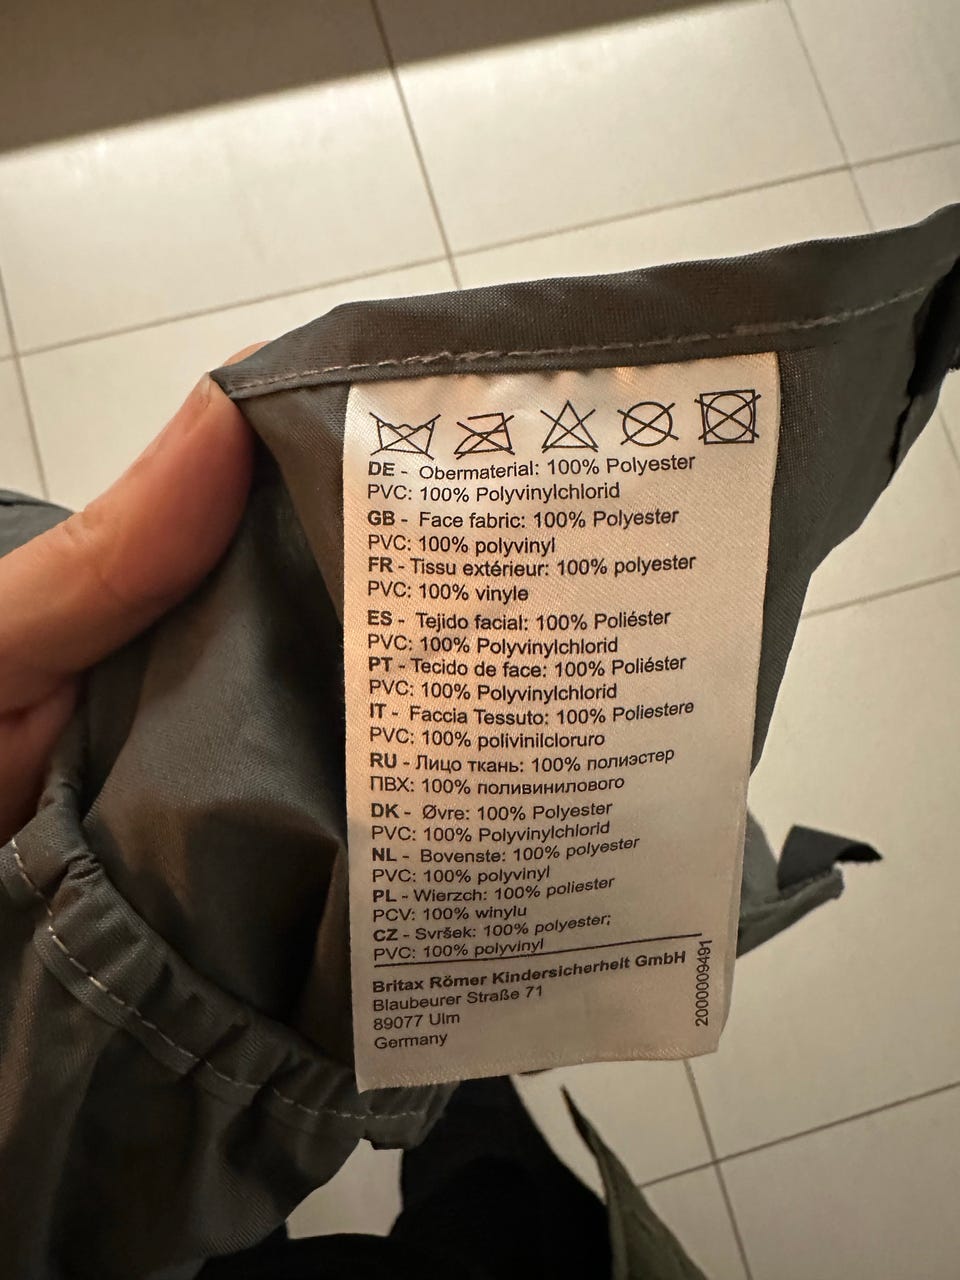 DE - Obermaterial: 100% Polyester
PVC: 100% Polyvinylchlorid
GB - Face fabric: 100% Polyester
PVC: 100% polyvinyl
FR - Tissu extérieur: 100% polyester
PVC: 100% vinyle
ES - Tejido facial: 100% Poliéster
PVC: 100% Polyvinylchlorid
PT - Tecido de face: 100% Poliéster
PVC: 100% Polyvinylchlorid
IT - Faccia Tessuto: 100% Poliestere
PVC: 100% polivinilcloruro
RU - Лицо ткань: 100% полиэстер
ПВХ: 100% поливинилового
DK - Øvre: 100% Polyester
PVC: 100% Polyvinylchlorid
NL - Bovenste: 100% polyester
PVC: 100% polyvinyl
PL - Wierzch: 100% poliester
PCV: 100% winylu
CZ - Svršek: 100% polyester;
PVC: 100% polyvinyl
Britax Römer Kindersicherheit GmbH
Blaubeurer Straße 71
89077 Ulm
Germany
2000009491